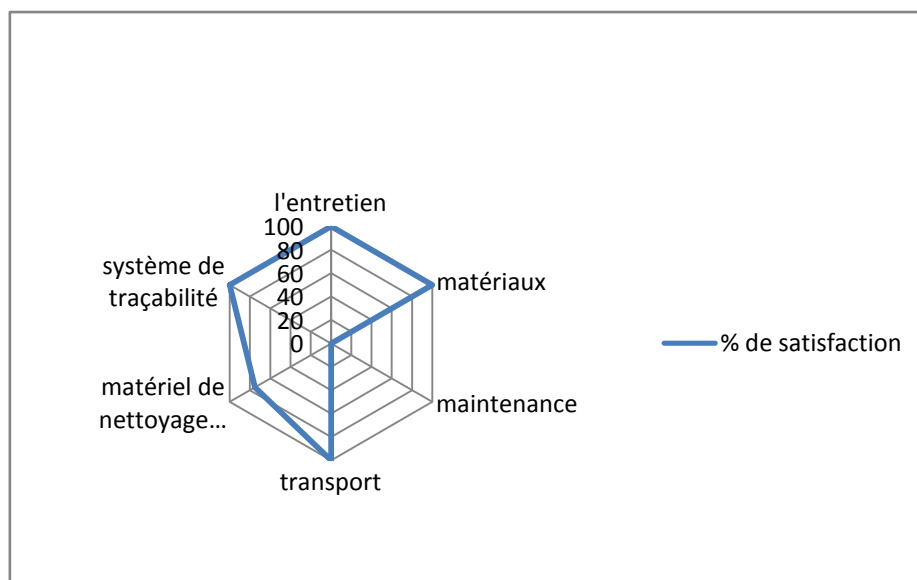 l'entretien
100
80
60
40
20
0
matériaux
maintenance
transport
matériel de
nettoyage…
système de
traçabilité
% de satisfaction